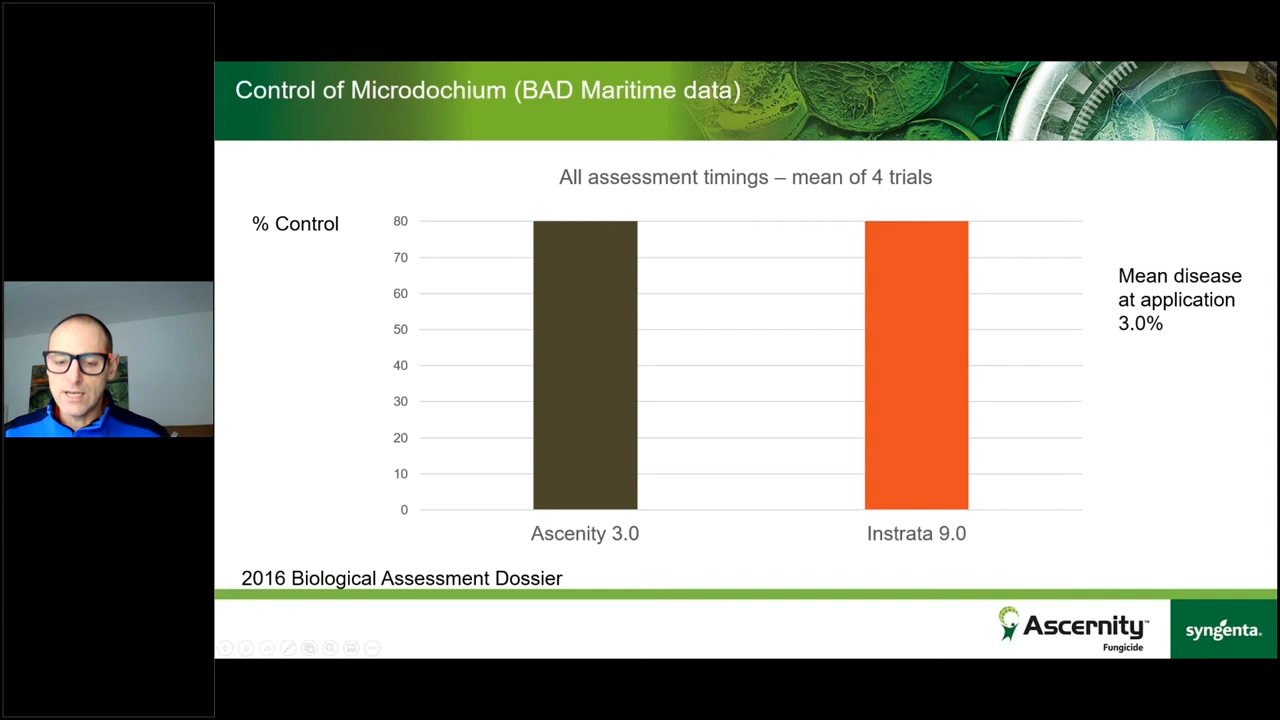 Control of Microdochium (BAD Maritime data)
All assessment timings – mean of 4 trials
% Control
80
70
60
50
40
30
20
10
0
Mean disease
at application
3.0%
Ascenity 3.0
Instrata 9.0
2016 Biological Assessment Dossier
Ascernity™
Fungicide
syngenta.